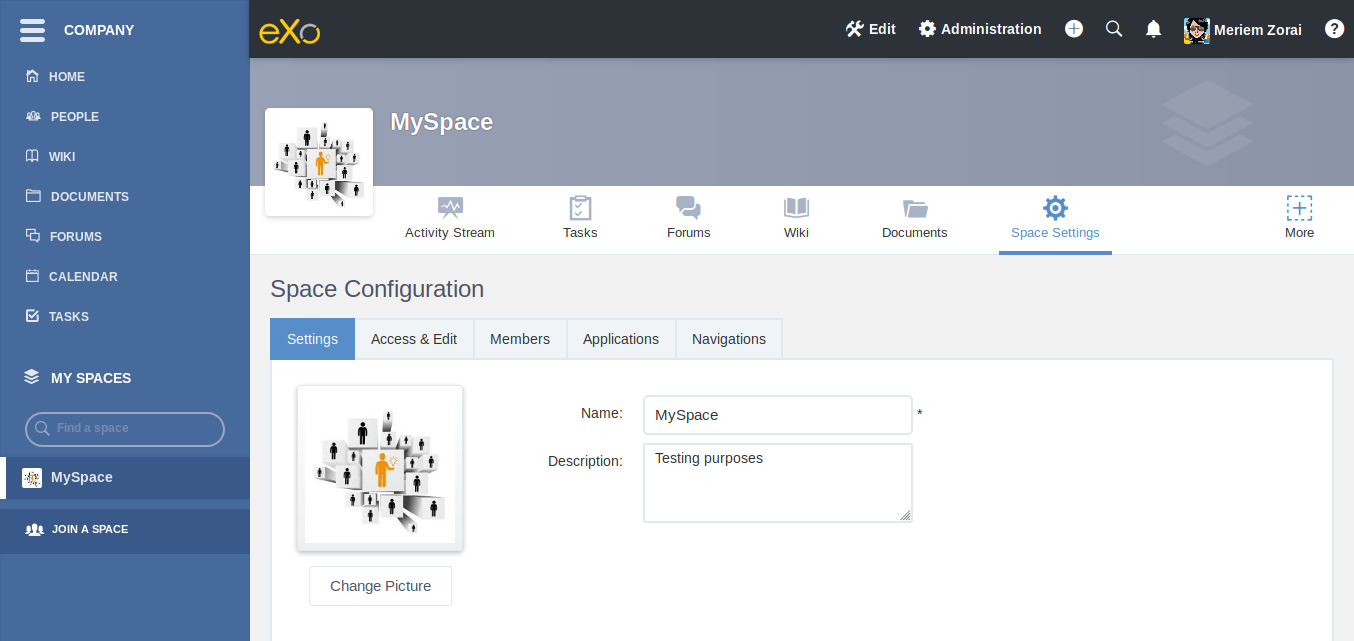 COMPANY
HOME
PEOPLE
WIKI
DOCUMENTS
FORUMS
CALENDAR
TASKS
MY SPACES
Find a space
MySpace
JOIN A SPACE
eXo
Edit
Administration
Meriem Zorai
?
MySpace
Activity Stream
Tasks
Forums
Wiki
Documents
Space Settings
More
Space Configuration
Settings
Access & Edit
Members
Applications
Navigations
Name: MySpace *
Description: Testing purposes
Change Picture